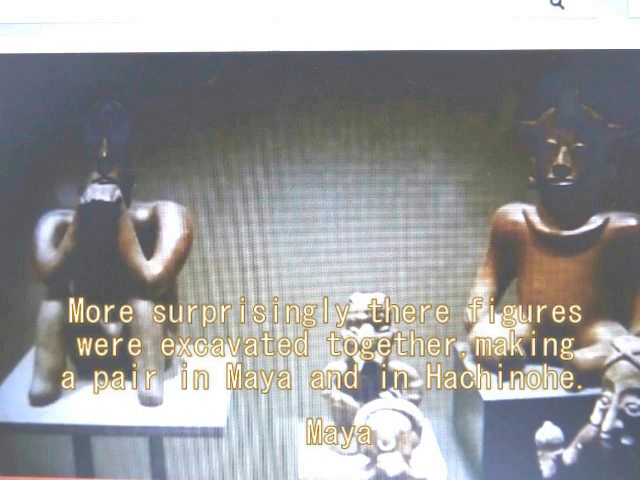 More surprisingly there figures
were excavated together,making
a pair in Maya and in Hachinohe.
Maya